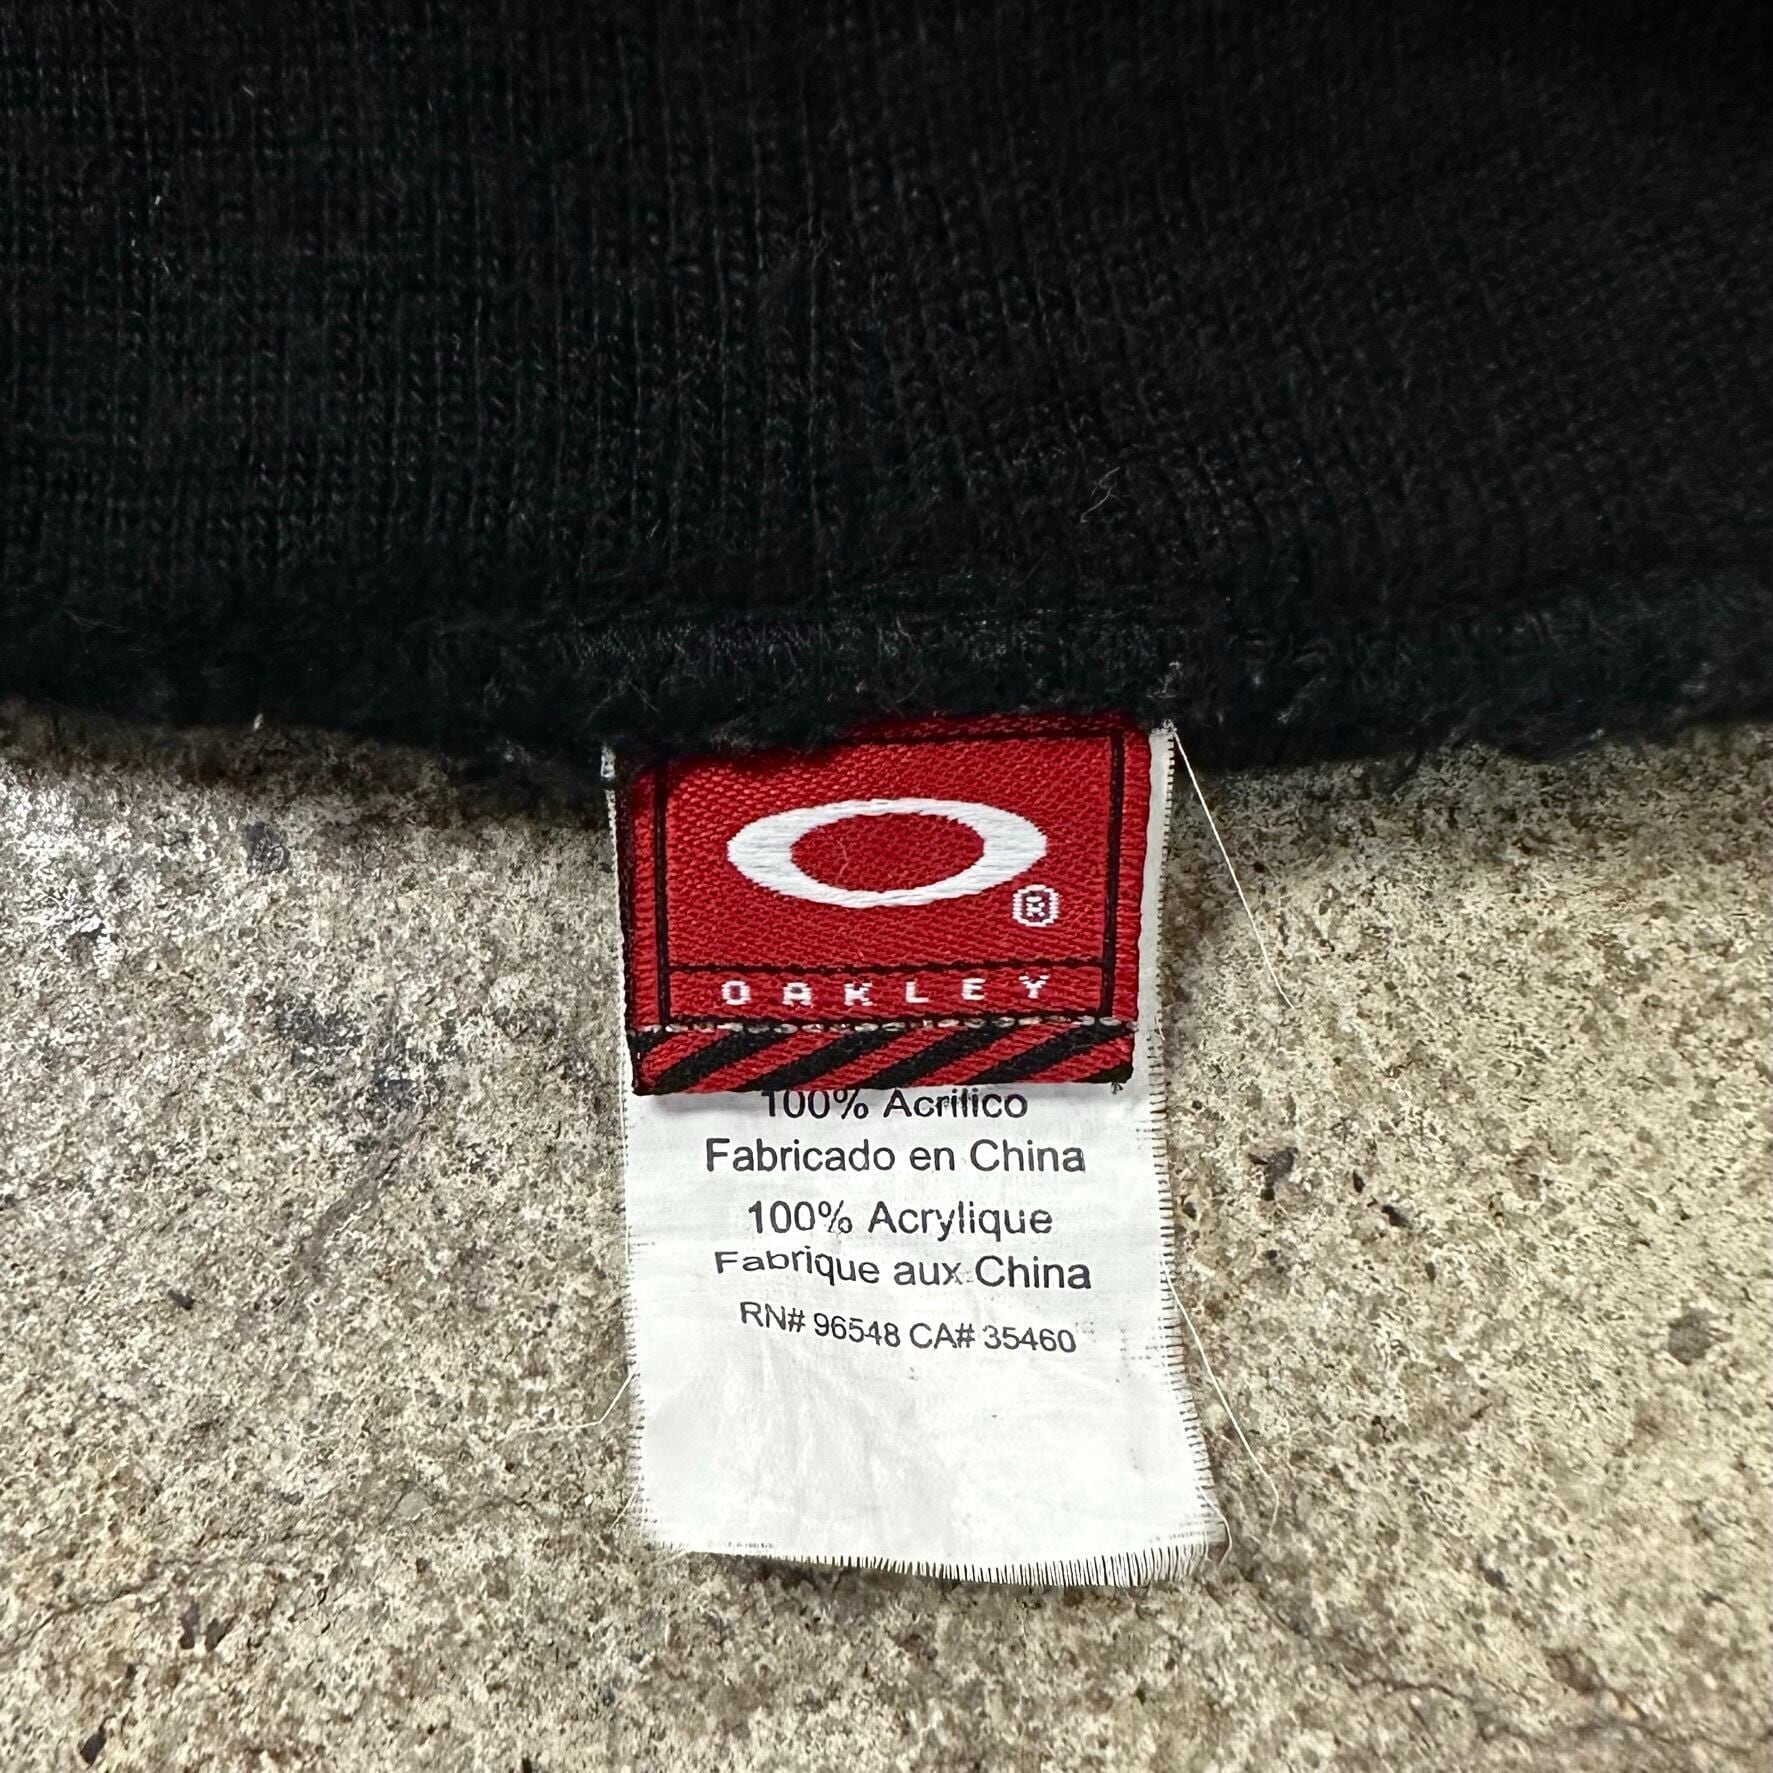 ®
OAKLEY
100% Acrilico
Fabricado en China
100% Acrylique
Fabrique aux China
RN# 96548 CA# 35460